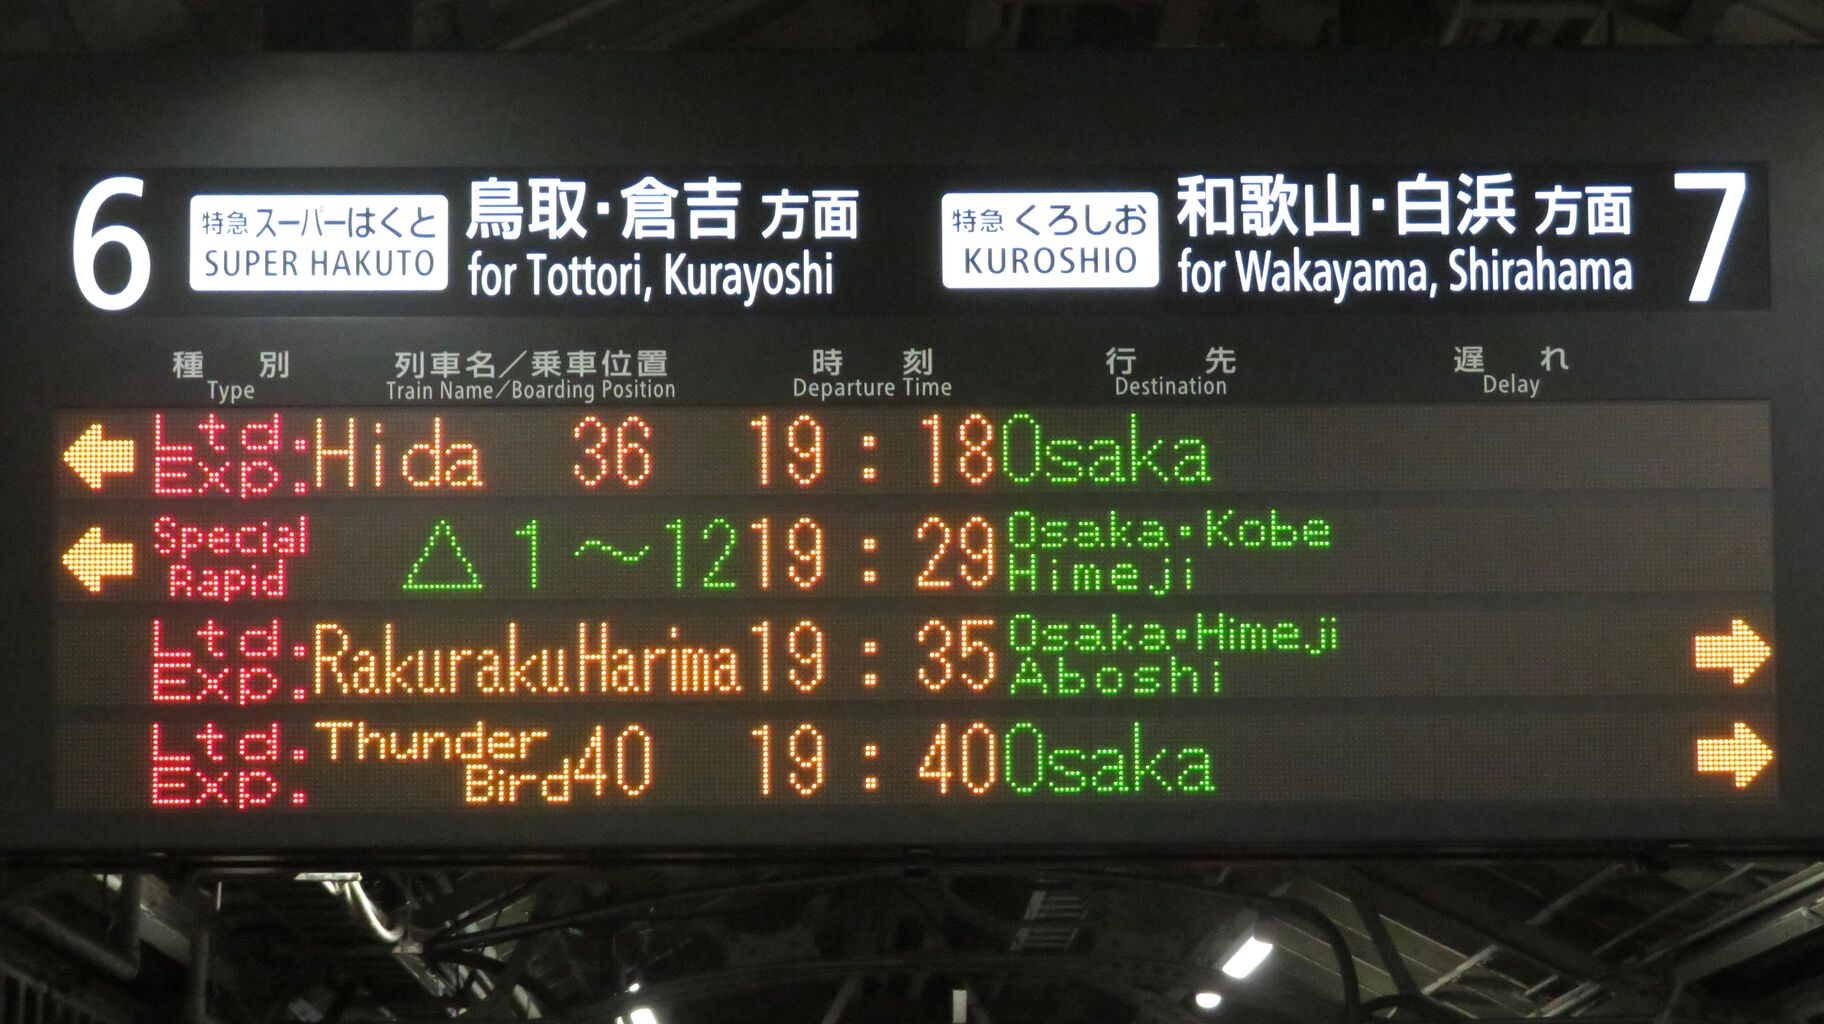 6 特急 スーパーはくと 鳥取・倉吉 方面 特急 くろしお 和歌山・白浜 方面 7
SUPER HAKUTO for Tottori, Kurayoshi KUROSHIO for Wakayama, Shirahama
種別 列車名／乗車位置 時刻 行先 遅れ
Type Train Name／Boarding Position Departure Time Destination Delay
← Ltd. Exp. Hida 36 19:18 Osaka
← Special Rapid △1～12 19:29 Osaka・Kobe Himeji
Ltd. Exp. RakurakuHarima 19:35 Osaka・Himeji Aboshi →
Ltd. Exp. Thunder Bird 40 19:40 Osaka →